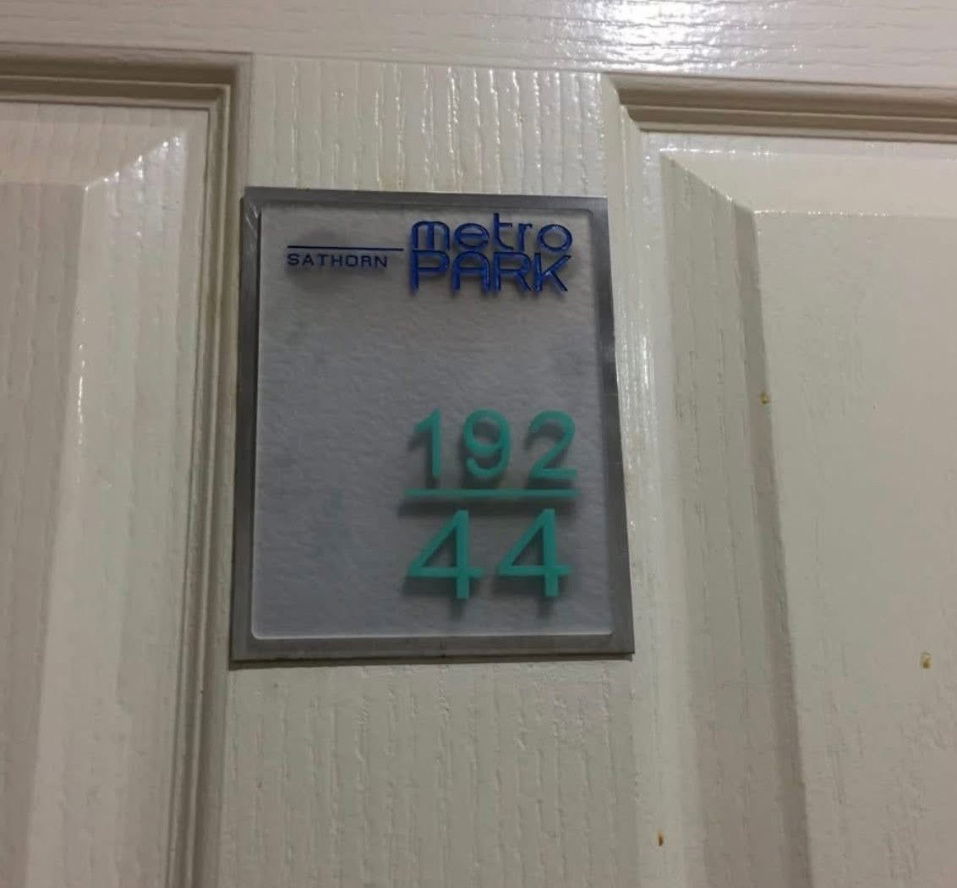 metro
SATHORN PARK
192
44